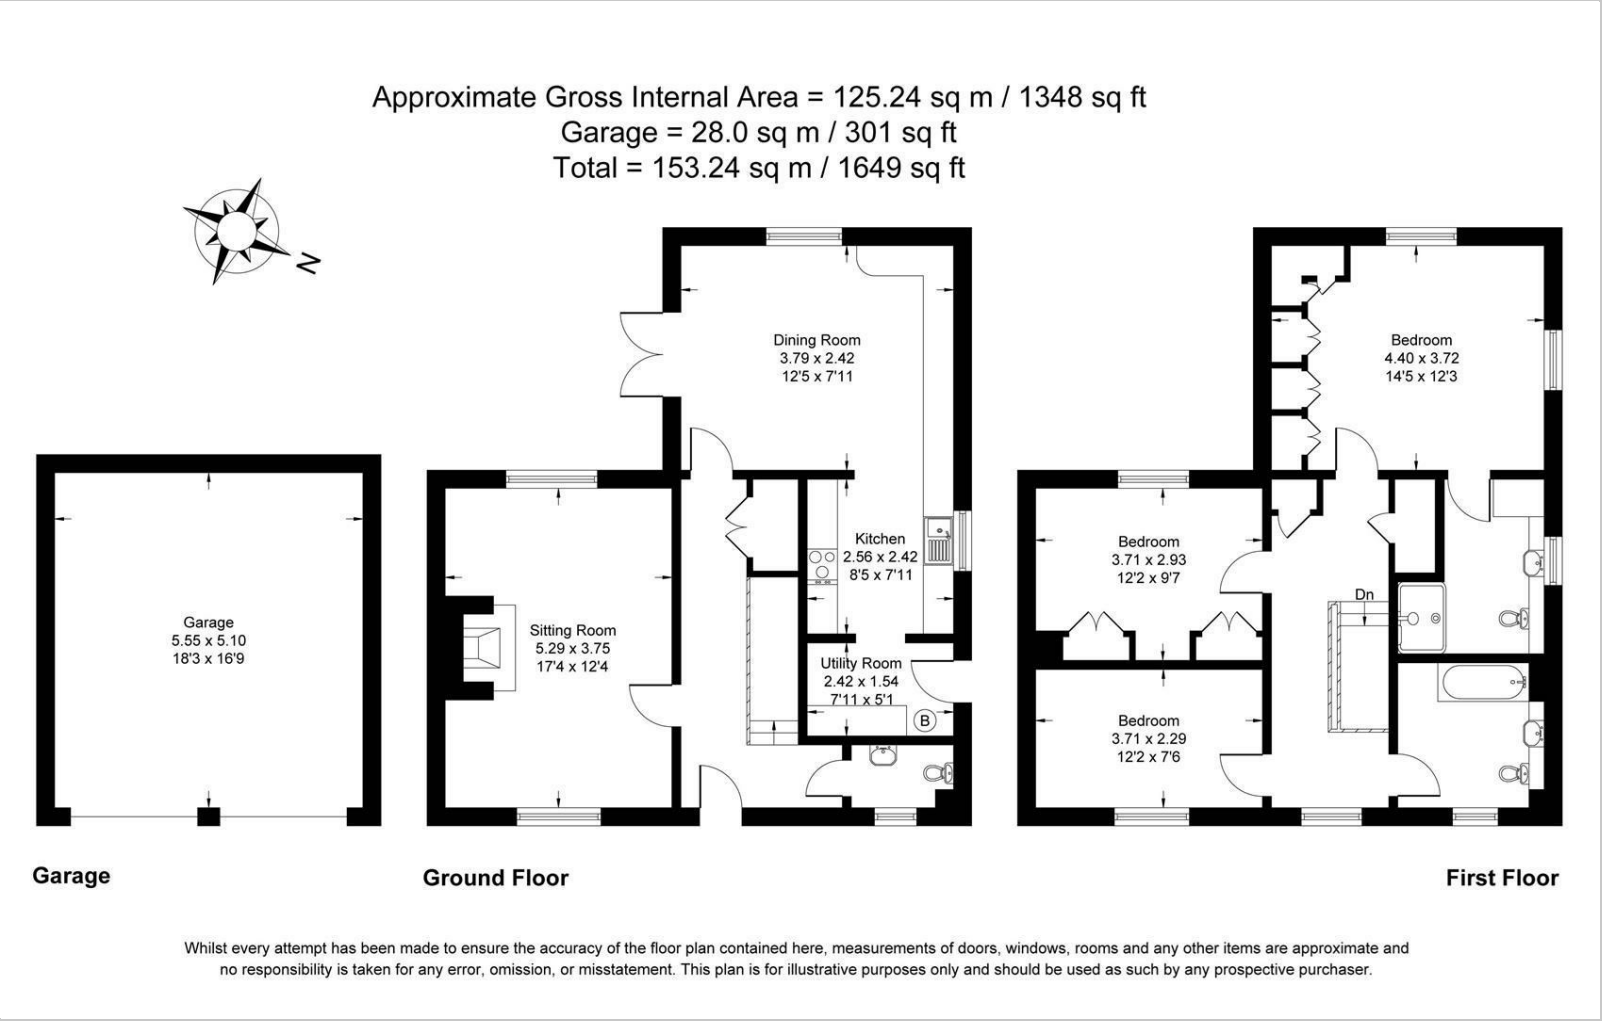 Approximate Gross Internal Area = 125.24 sq m / 1348 sq ft
Garage = 28.0 sq m / 301 sq ft
Total = 153.24 sq m / 1649 sq ft
N
Dining Room
3.79 x 2.42
12'5 x 7'11
Bedroom
4.40 x 3.72
14'5 x 12'3
Kitchen
2.56 x 2.42
8'5 x 7'11
Bedroom
3.71 x 2.93
12'2 x 9'7
Dn
Garage
5.55 x 5.10
18'3 x 16'9
Sitting Room
5.29 x 3.75
17'4 x 12'4
Utility Room
2.42 x 1.54
7'11 x 5'1
B
Bedroom
3.71 x 2.29
12'2 x 7'6
Garage
Ground Floor
First Floor
Whilst every attempt has been made to ensure the accuracy of the floor plan contained here, measurements of doors, windows, rooms and any other items are approximate and
no responsibility is taken for any error, omission, or misstatement. This plan is for illustrative purposes only and should be used as such by any prospective purchaser.